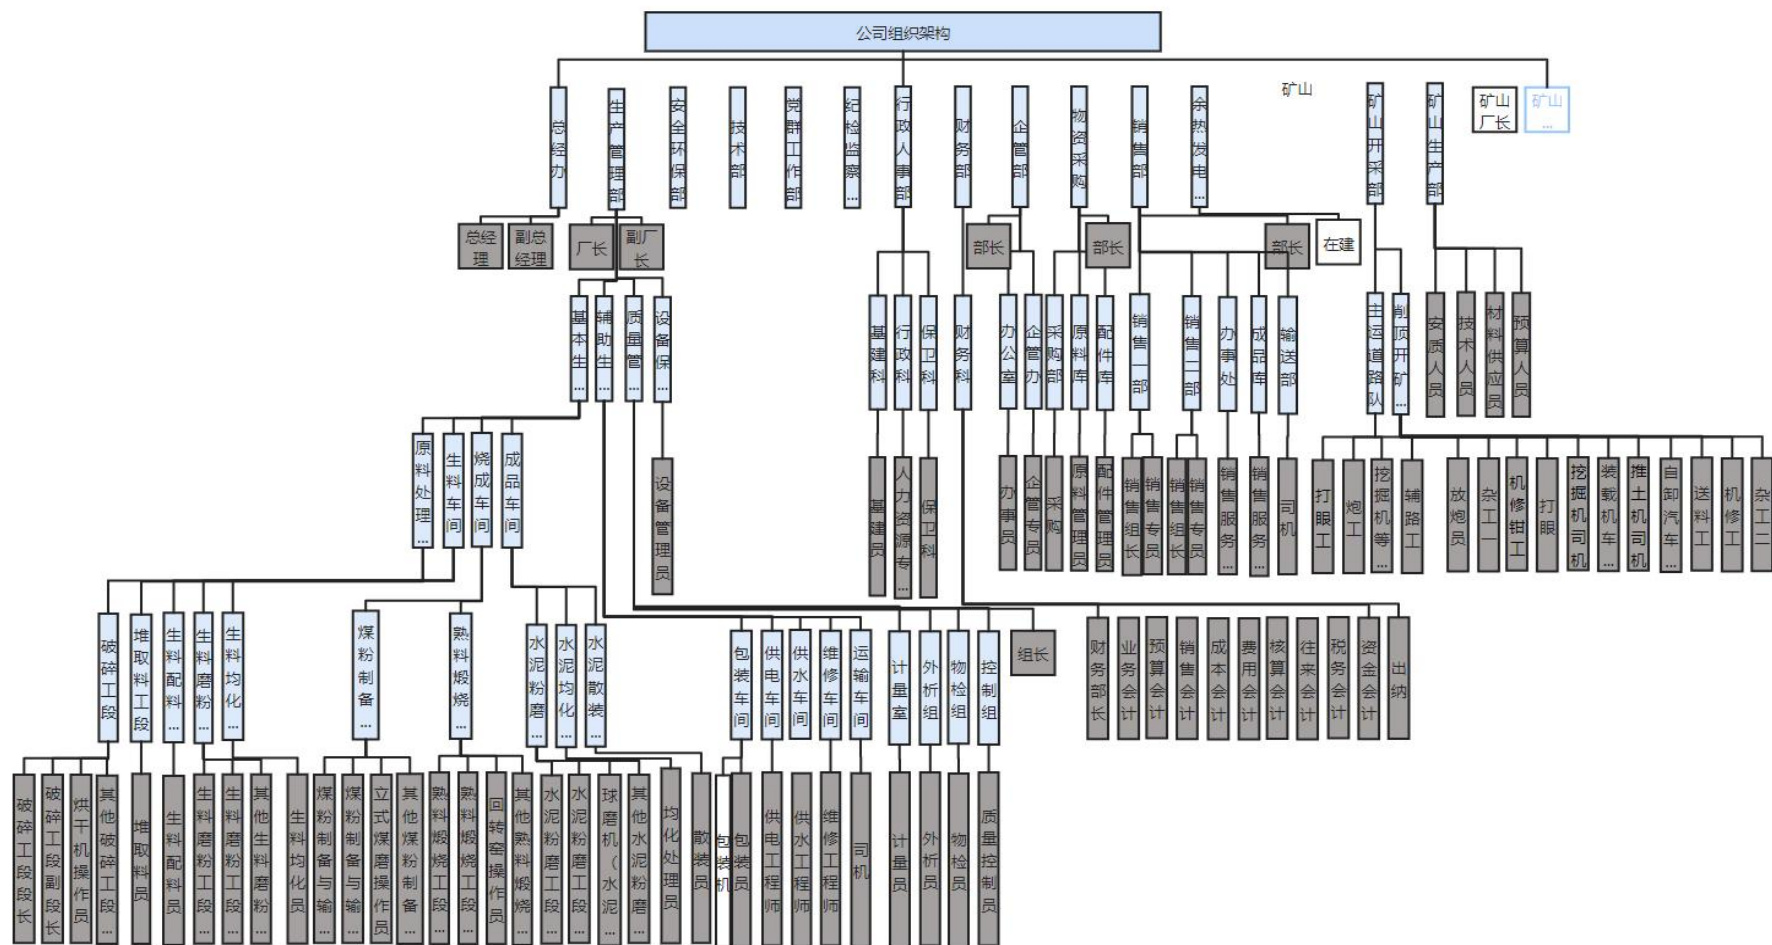 公司组织架构
总经办
生产管理部
安全环保部
技术部
党群工作部
纪检监察...
行政人事部
财务部
企管部
物资采购
销售部
余热发电...
矿山
矿山开采部
矿山生产部
矿山厂长
矿山...
总经理
副总经理
厂长
副厂长
部长
部长
部长
在建
基本生...
辅助生...
质量管...
设备保...
基建科
行政科
保卫科
财务科
办公室
企管办
采购部
原料库
配件库
销售一部
销售二部
办事处
成品库
输送部
主运道路队
削顶开矿...
安质人员
技术人员
材料供应员
预算人员
原料处理...
生料车间
烧成车间
成品车间
设备管理员
基建员
人力资源专...
保卫科
办事员
企管专员
采购
原料管理员
配件管理员
销售组长
销售专员
销售组长
销售专员
销售服务...
销售服务...
司机
打眼工
炮工
挖掘机等...
辅路工
放炮员
杂工一
机修钳工
打眼
挖掘机司机
装载机车...
推土机司机
自卸汽车...
送料工
机修工
杂工二
破碎工段
堆取料工段
生料配料...
生料磨粉...
生料均化...
煤粉制备...
熟料煅烧...
水泥粉磨...
水泥均化...
水泥散装...
包装车间
供电车间
供水车间
维修车间
运输车间
计量室
外析组
物检组
控制组
组长
财务部长
业务会计
预算会计
销售会计
成本会计
费用会计
核算会计
往来会计
税务会计
资金会计
出纳
破碎工段段长
破碎工段副段长
烘干机操作员
其他破碎工段...
堆取料员
生料配料员
生料磨粉工段...
生料磨粉工段...
其他生料磨粉...
生料均化员
煤粉制备与输...
煤粉制备与输...
立式煤磨操作员
其他煤粉制备...
熟料煅烧工段...
熟料煅烧工段...
回转窑操作员
其他熟料煅烧...
水泥粉磨工段...
水泥粉磨工段...
球磨机（水泥...
其他水泥粉磨...
均化处理员
散装员
包装机
包装员
供电工程师
供水工程师
维修工程师
司机
计量员
外析员
物检员
质量控制员